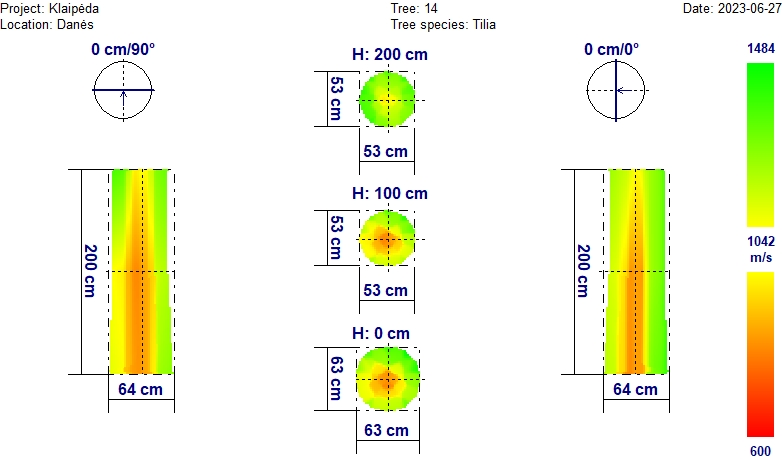 Project: Klaipėda
Tree: 14
Date: 2023-06-27
Location: Danės
Tree species: Tilia
0 cm/90°
H: 200 cm
0 cm/0°
1484
53 cm
53 cm
H: 100 cm
53 cm
53 cm
200 cm
200 cm
1042
m/s
H: 0 cm
63 cm
63 cm
64 cm
64 cm
600